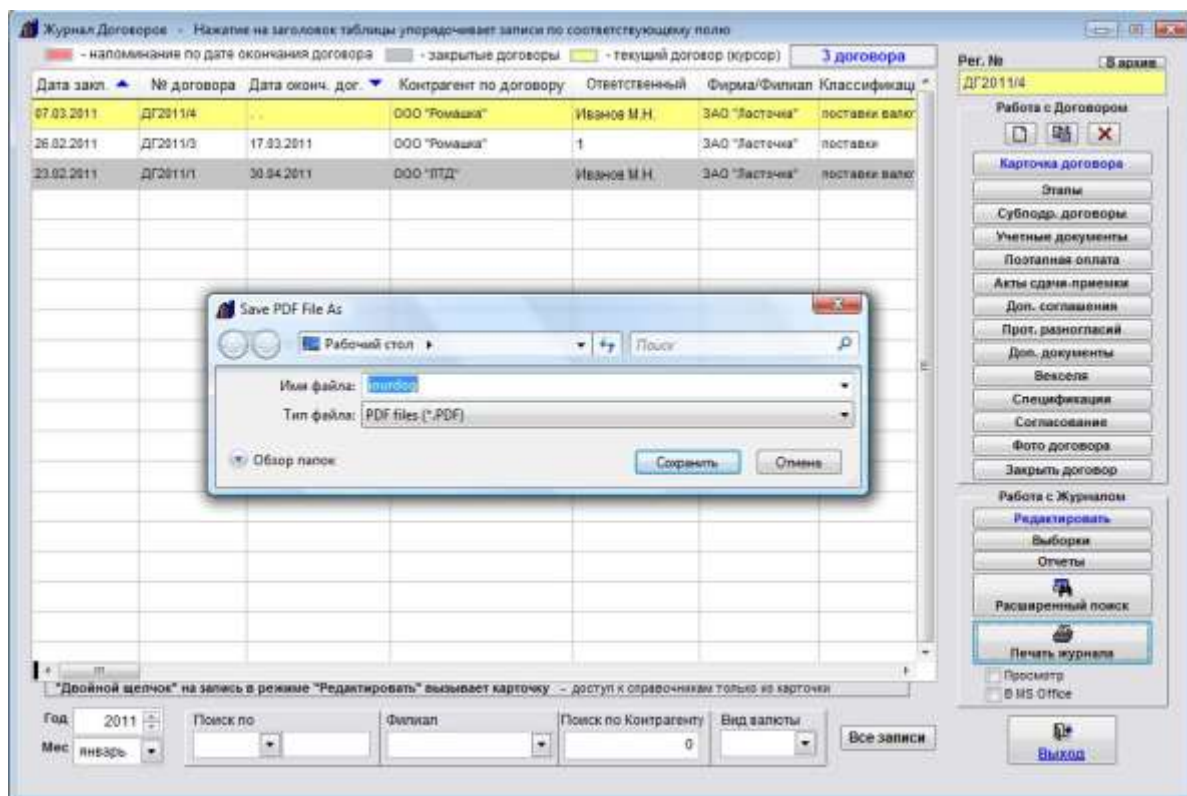 Журнал Договоров - Нажатие на заголовок таблицы упорядочивает записи по соответствующему полю
- напоминание по дате окончания договора - закрытые договоры - текущий договор (курсор) 3 договора
Рег. № В архив
Дата закл. № договора Дата оконч. дог. Контрагент по договору Ответственный Фирма/Филиал Классификац
ДГ2011/4
07.03.2011 ДГ2011/4 . . ООО "Ромашка" Иванов М.Н. ЗАО "Ласточка" поставки валют
26.02.2011 ДГ2011/3 17.03.2011 ООО "Ромашка" 1 ЗАО "Ласточка" поставки
23.02.2011 ДГ2011/1 30.04.2011 ООО "ЛТД" Иванов М.Н. ЗАО "Ласточка" поставки валют
Работа с Договором
Карточка договора
Этапы
Субподр. договоры
Учетные документы
Поэтапная оплата
Акты сдачи-приемки
Доп. соглашения
Прот. разногласий
Доп. документы
Векселя
Спецификации
Согласование
Фото договора
Закрыть договор
Save PDF File As
Рабочий стол
Поиск
Имя файла: jourdog
Тип файла: PDF files (*.PDF)
Обзор папок
Сохранить
Отмена
Работа с Журналом
Редактировать
Выборки
Отчеты
Расширенный поиск
Печать журнала
Просмотр
В MS Office
"Двойной щелчок" на запись в режиме "Редактировать" вызывает карточку - доступ к справочникам только из карточки
Год 2011
Мес январь
Поиск по
Филиал
Поиск по Контрагенту
0
Вид валюты
Все записи
Выход